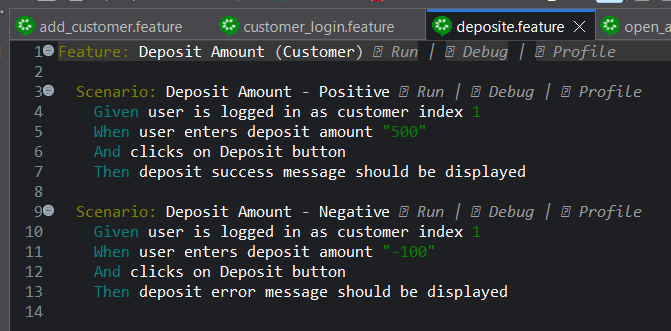 add_customer.feature customer_login.feature deposite.feature open_a
1 Feature: Deposit Amount (Customer) Run | Debug | Profile
2
3 Scenario: Deposit Amount - Positive Run | Debug | Profile
4 Given user is logged in as customer index 1
5 When user enters deposit amount "500"
6 And clicks on Deposit button
7 Then deposit success message should be displayed
8
9 Scenario: Deposit Amount - Negative Run | Debug | Profile
10 Given user is logged in as customer index 1
11 When user enters deposit amount "-100"
12 And clicks on Deposit button
13 Then deposit error message should be displayed
14